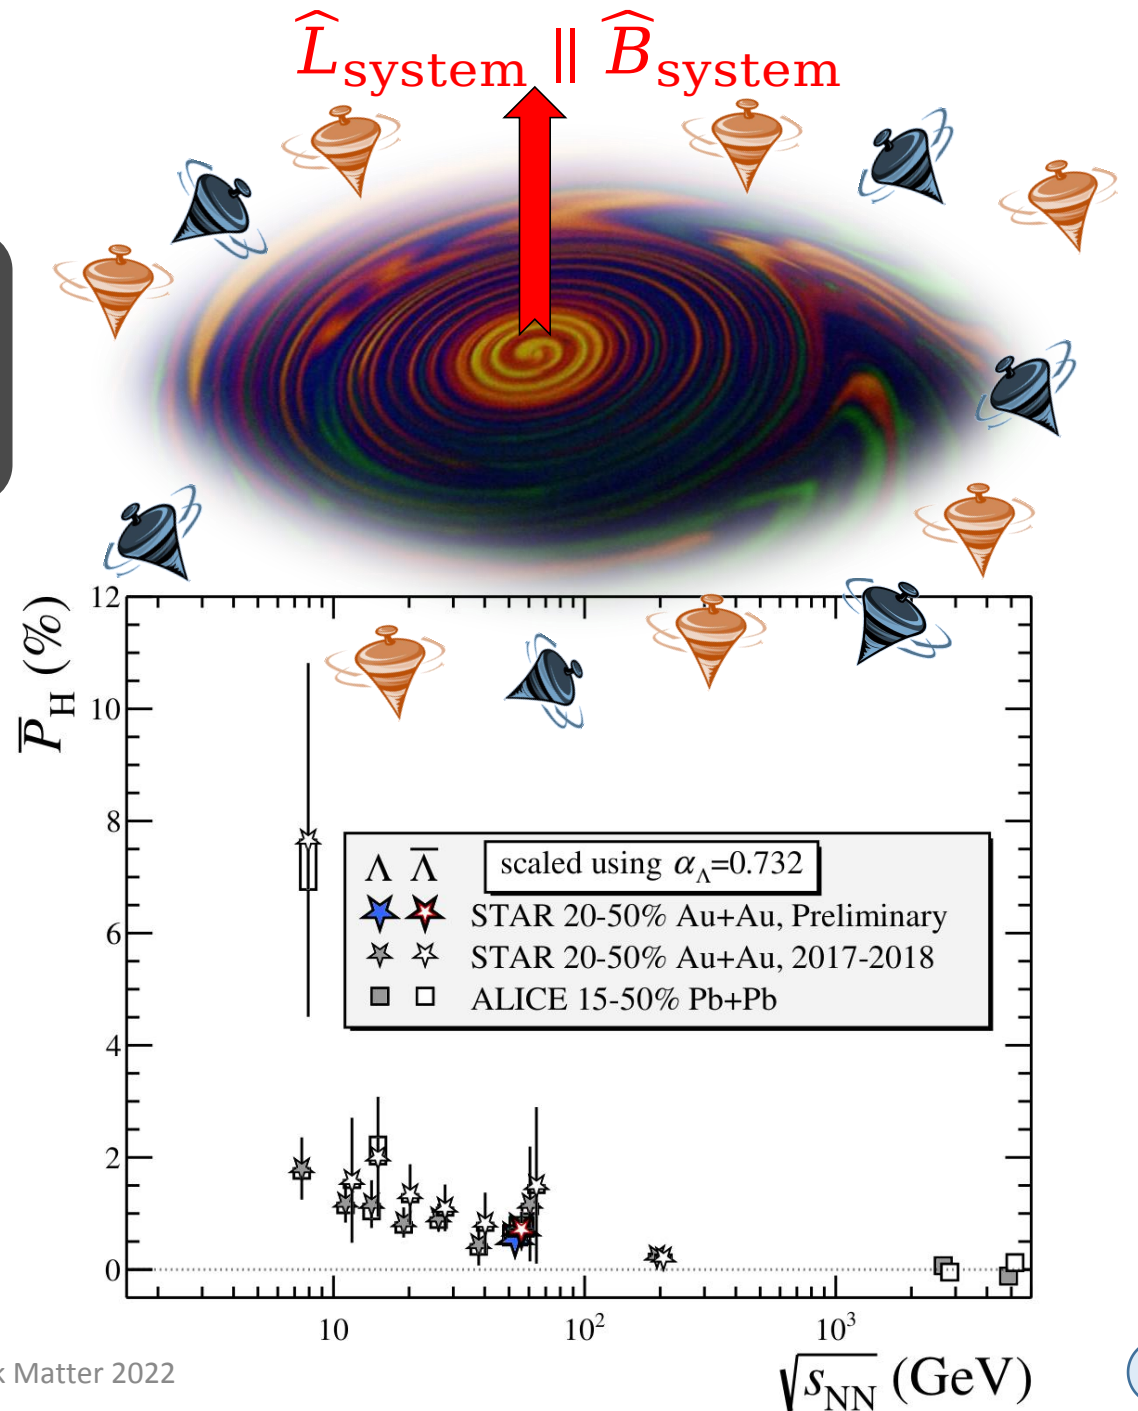 L̂system ∥ B̂system
12
10
8
6
4
2
0
P̅H (%)
Λ Λ̅ scaled using αΛ=0.732
STAR 20-50% Au+Au, Preliminary
STAR 20-50% Au+Au, 2017-2018
ALICE 15-50% Pb+Pb
10 10² 10³
√sNN (GeV)
Matter 2022